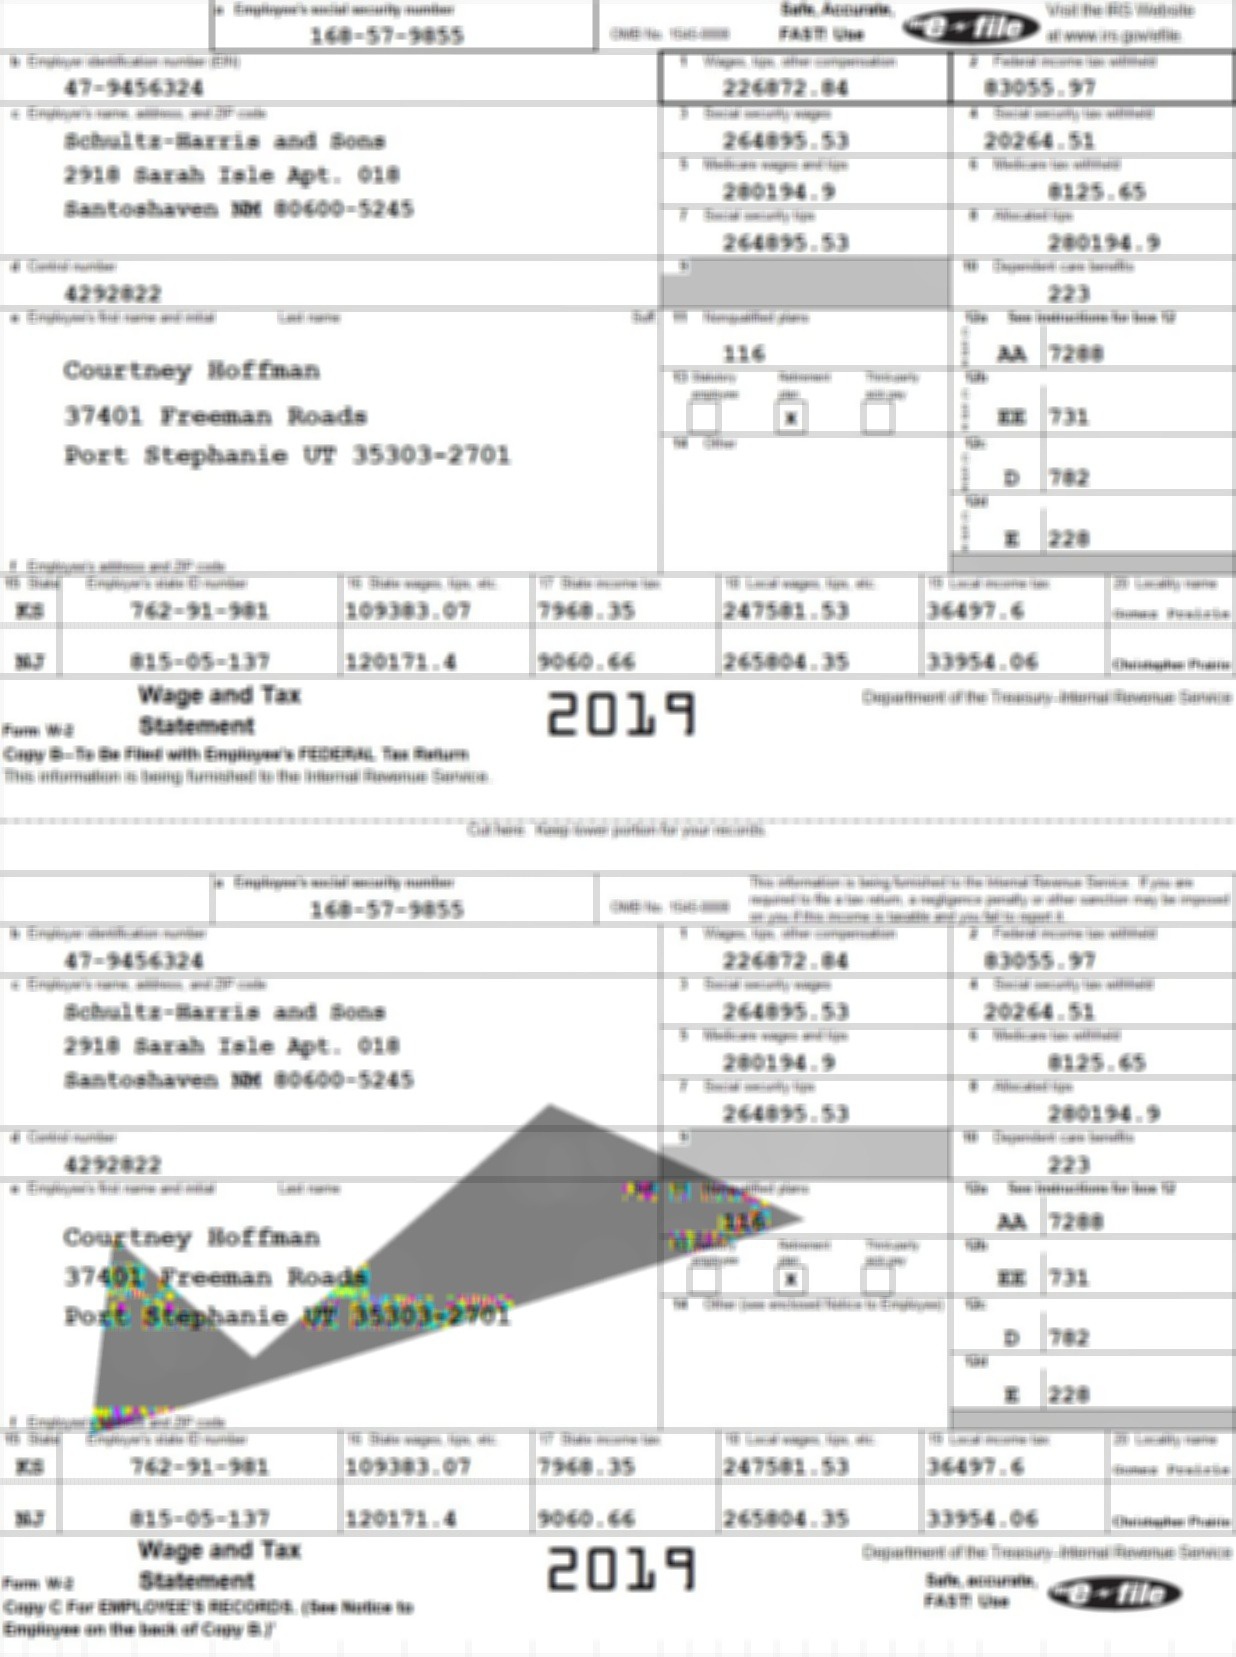 a Employee's social security number
168-57-9855
OMB No. 1545-0008
Safe, Accurate,
FAST! Use
e-file
Visit the IRS Website
at www.irs.gov/efile.
b Employer identification number (EIN)
47-9456324
1 Wages, tips, other compensation
226872.84
2 Federal income tax withheld
83055.97
c Employer's name, address, and ZIP code
Schultz-Harris and Sons
2918 Sarah Isle Apt. 018
Santoshaven NM 80600-5245
3 Social security wages
264895.53
4 Social security tax withheld
20264.51
5 Medicare wages and tips
280194.9
6 Medicare tax withheld
8125.65
7 Social security tips
264895.53
8 Allocated tips
280194.9
d Control number
4292822
9
10 Dependent care benefits
223
e Employee's first name and initial Last name Suff.
Courtney Hoffman
37401 Freeman Roads
Port Stephanie UT 35303-2701
11 Nonqualified plans
116
12a See instructions for box 12
AA 7288
13 Statutory employee Retirement plan Third-party sick pay
x
12b
EE 731
14 Other
12c
D 782
12d
E 228
f Employee's address and ZIP code
15 State Employer's state ID number 16 State wages, tips, etc. 17 State income tax 18 Local wages, tips, etc. 19 Local income tax 20 Locality name
KS 762-91-981 109383.07 7968.35 247581.53 36497.6 Gomez Prairie
NJ 815-05-137 120171.4 9060.66 265804.35 33954.06 Christopher Prairie
Form W-2
Wage and Tax
Statement
2019
Department of the Treasury-Internal Revenue Service
Copy B-To Be Filed with Employee's FEDERAL Tax Return
This information is being furnished to the Internal Revenue Service.
Cut here. Keep lower portion for your records.
a Employee's social security number
168-57-9855
OMB No. 1545-0008
This information is being furnished to the Internal Revenue Service. If you are
required to file a tax return, a negligence penalty or other sanction may be imposed
on you if this income is taxable and you fail to report it.
b Employer identification number
47-9456324
1 Wages, tips, other compensation
226872.84
2 Federal income tax withheld
83055.97
c Employer's name, address, and ZIP code
Schultz-Harris and Sons
2918 Sarah Isle Apt. 018
Santoshaven NM 80600-5245
3 Social security wages
264895.53
4 Social security tax withheld
20264.51
5 Medicare wages and tips
280194.9
6 Medicare tax withheld
8125.65
7 Social security tips
264895.53
8 Allocated tips
280194.9
d Control number
4292822
9
10 Dependent care benefits
223
e Employee's first name and initial Last name
Courtney Hoffman
37401 Freeman Roads
Port Stephanie UT 35303-2701
11 Nonqualified plans
116
12a See instructions for box 12
AA 7288
Retirement plan Third-party sick pay
x
12b
EE 731
14 Other (see enclosed Notice to Employee)
12c
D 782
12d
E 228
f Employee's address and ZIP code
15 State Employer's state ID number 16 State wages, tips, etc. 17 State income tax 18 Local wages, tips, etc. 19 Local income tax 20 Locality name
KS 762-91-981 109383.07 7968.35 247581.53 36497.6 Gomez Prairie
NJ 815-05-137 120171.4 9060.66 265804.35 33954.06 Christopher Prairie
Form W-2
Wage and Tax
Statement
2019
Department of the Treasury-Internal Revenue Service
Copy C For EMPLOYEE'S RECORDS. (See Notice to
Employee on the back of Copy B.)
Safe, accurate,
FAST! Use
e-file